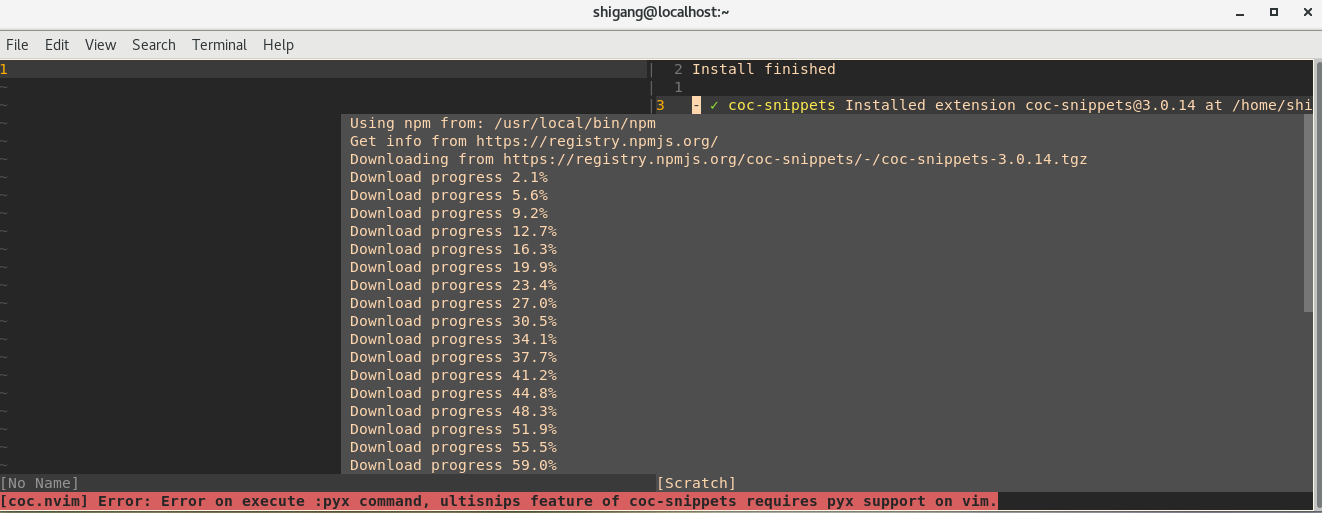 shigang@localhost:~
File Edit View Search Terminal Help
1
2 Install finished
1
3 - ✓ coc-snippets Installed extension coc-snippets@3.0.14 at /home/shi
Using npm from: /usr/local/bin/npm
Get info from https://registry.npmjs.org/
Downloading from https://registry.npmjs.org/coc-snippets/-/coc-snippets-3.0.14.tgz
Download progress 2.1%
Download progress 5.6%
Download progress 9.2%
Download progress 12.7%
Download progress 16.3%
Download progress 19.9%
Download progress 23.4%
Download progress 27.0%
Download progress 30.5%
Download progress 34.1%
Download progress 37.7%
Download progress 41.2%
Download progress 44.8%
Download progress 48.3%
Download progress 51.9%
Download progress 55.5%
Download progress 59.0%
[No Name] [Scratch]
[coc.nvim] Error: Error on execute :pyx command, ultisnips feature of coc-snippets requires pyx support on vim.